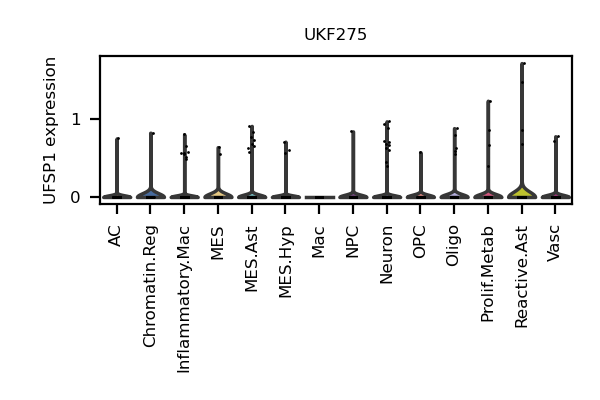 UKF275
UFSP1 expression
1
0
AC
Chromatin.Reg
Inflammatory.Mac
MES
MES.Ast
MES.Hyp
Mac
NPC
Neuron
OPC
Oligo
Prolif.Metab
Reactive.Ast
Vasc